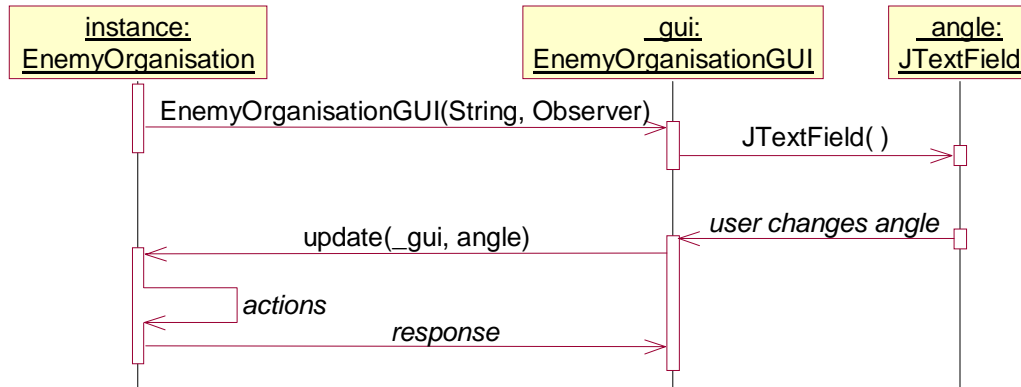 instance:
EnemyOrganisation
_gui:
EnemyOrganisationGUI
_angle:
JTextField
EnemyOrganisationGUI(String, Observer)
JTextField( )
user changes angle
update(_gui, angle)
actions
response